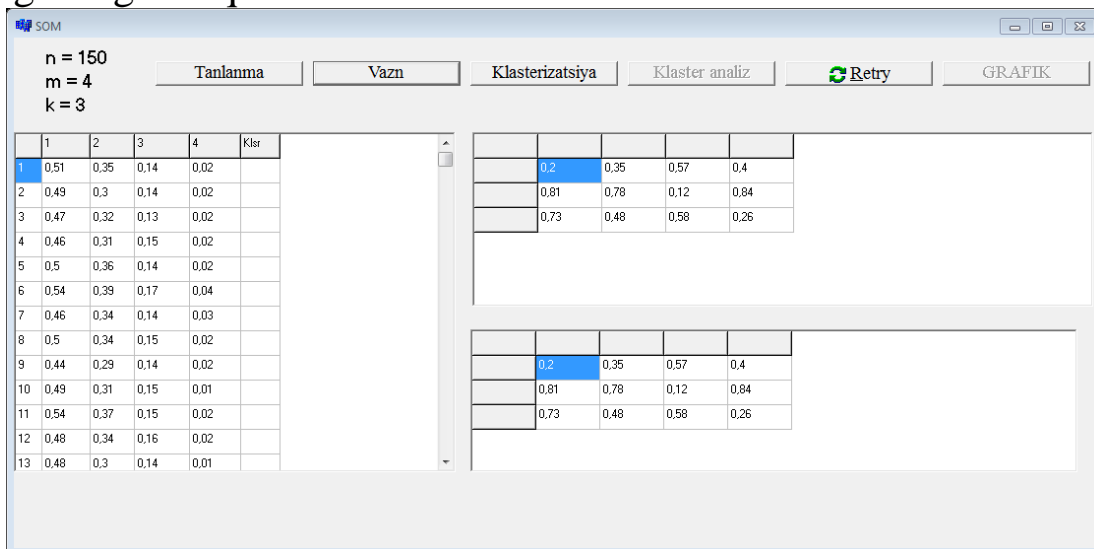 SOM
n = 150
m = 4
k = 3
Tanlanma Vazn Klasterizatsiya Klaster analiz Retry GRAFIK
1 2 3 4 Klsr
1 0,51 0,35 0,14 0,02
2 0,49 0,3 0,14 0,02
3 0,47 0,32 0,13 0,02
4 0,46 0,31 0,15 0,02
5 0,5 0,36 0,14 0,02
6 0,54 0,39 0,17 0,04
7 0,46 0,34 0,14 0,03
8 0,5 0,34 0,15 0,02
9 0,44 0,29 0,14 0,02
10 0,49 0,31 0,15 0,01
11 0,54 0,37 0,15 0,02
12 0,48 0,34 0,16 0,02
13 0,48 0,3 0,14 0,01
0,2 0,35 0,57 0,4
0,81 0,78 0,12 0,84
0,73 0,48 0,58 0,26
0,2 0,35 0,57 0,4
0,81 0,78 0,12 0,84
0,73 0,48 0,58 0,26